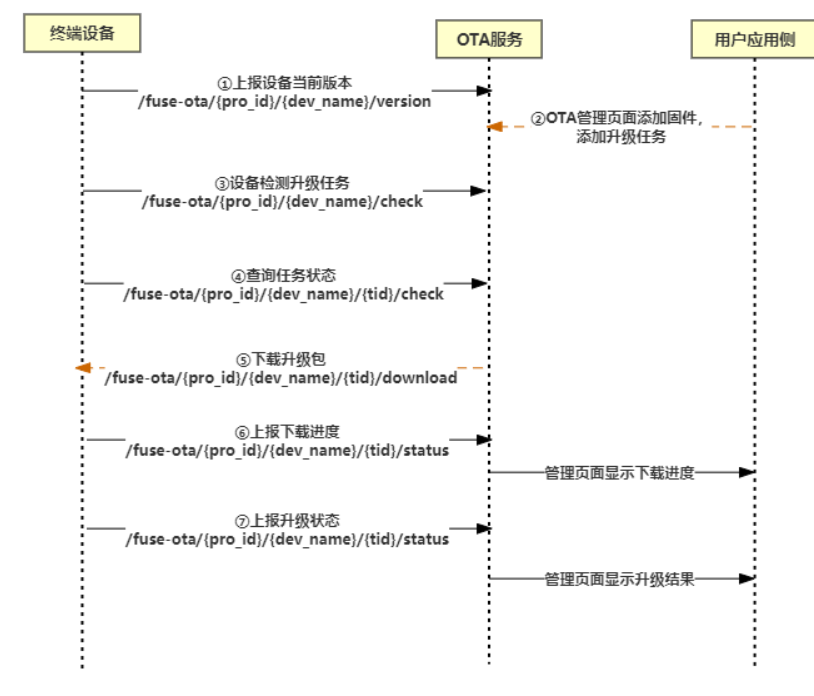 终端设备
OTA服务
用户应用侧
①上报设备当前版本
/fuse-ota/{pro_id}/{dev_name}/version
②OTA管理页面添加固件，
添加升级任务
③设备检测升级任务
/fuse-ota/{pro_id}/{dev_name}/check
④查询任务状态
/fuse-ota/{pro_id}/{dev_name}/{tid}/check
⑤下载升级包
/fuse-ota/{pro_id}/{dev_name}/{tid}/download
⑥上报下载进度
/fuse-ota/{pro_id}/{dev_name}/{tid}/status
管理页面显示下载进度
⑦上报升级状态
/fuse-ota/{pro_id}/{dev_name}/{tid}/status
管理页面显示升级结果